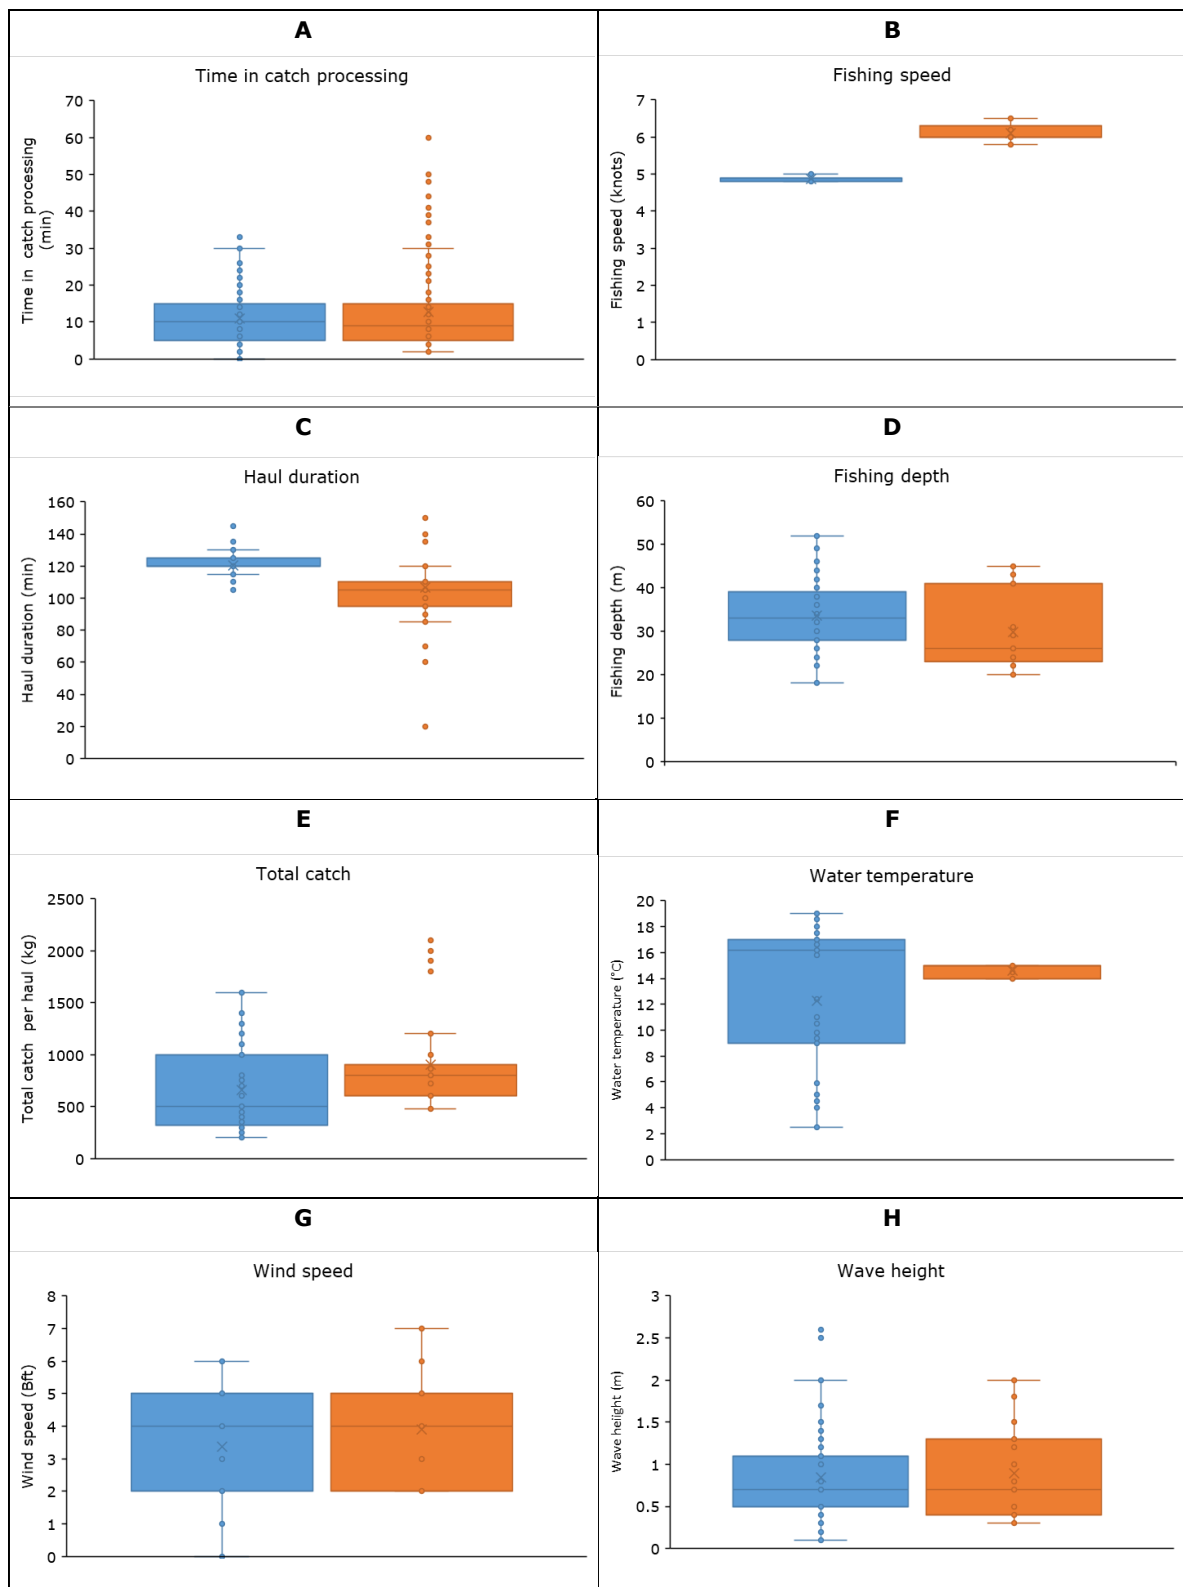 A
Time in catch processing
Time in catch processing
(min)
70
60
50
40
30
20
10
0
B
Fishing speed
Fishing speed (knots)
7
6
5
4
3
2
1
0
C
Haul duration
Haul duration (min)
160
140
120
100
80
60
40
20
0
D
Fishing depth
Fishing depth (m)
60
50
40
30
20
10
0
E
Total catch
Total catch per haul (kg)
2500
2000
1500
1000
500
0
F
Water temperature
Water temperature (°C)
20
18
16
14
12
10
8
6
4
2
0
G
Wind speed
Wind speed (Bft)
8
7
6
5
4
3
2
1
0
H
Wave height
Wave heiight (m)
3
2.5
2
1.5
1
0.5
0